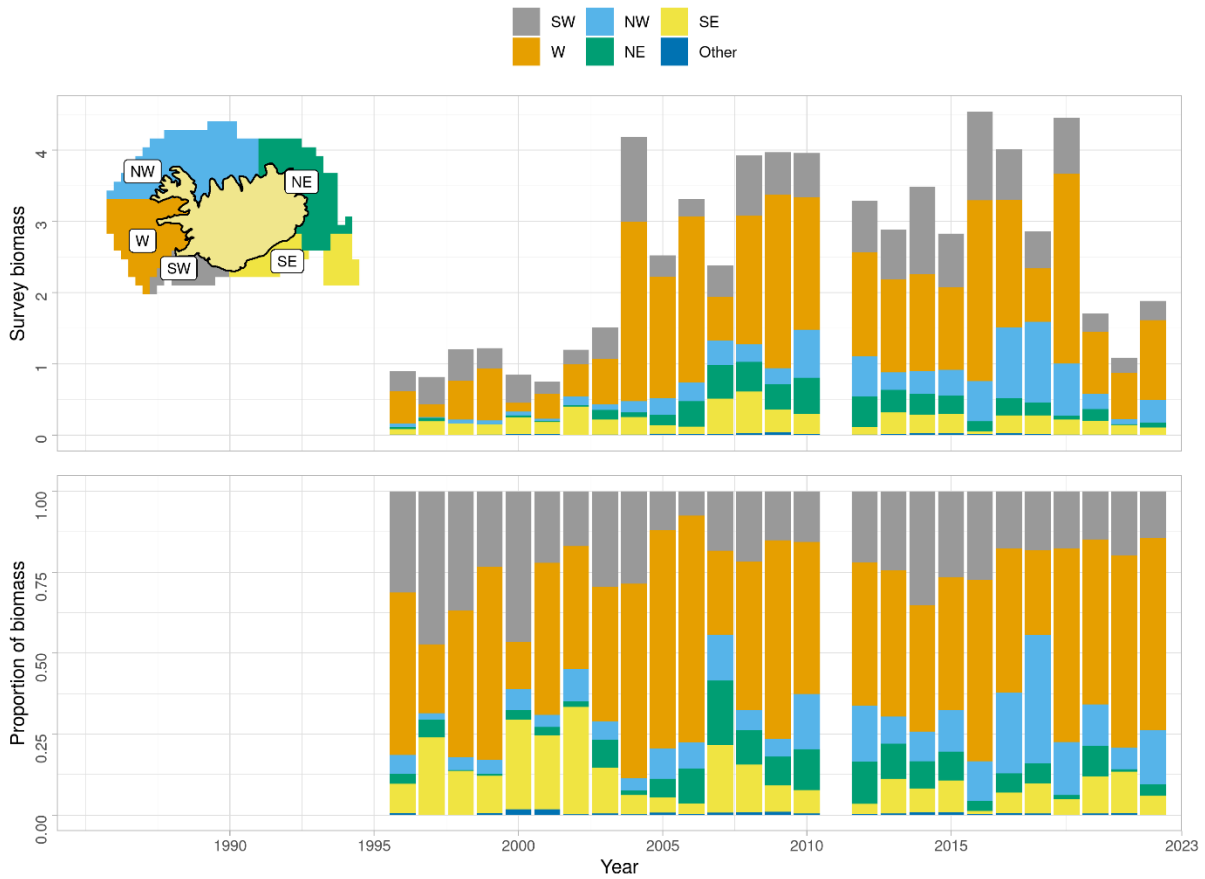 SW NW SE
W NE Other
Survey biomass
4
3
2
1
0
NW
NE
W
SW
SE
Proportion of biomass
1.00
0.75
0.50
0.25
0.00
1990 1995 2000 2005 2010 2015 2023
Year